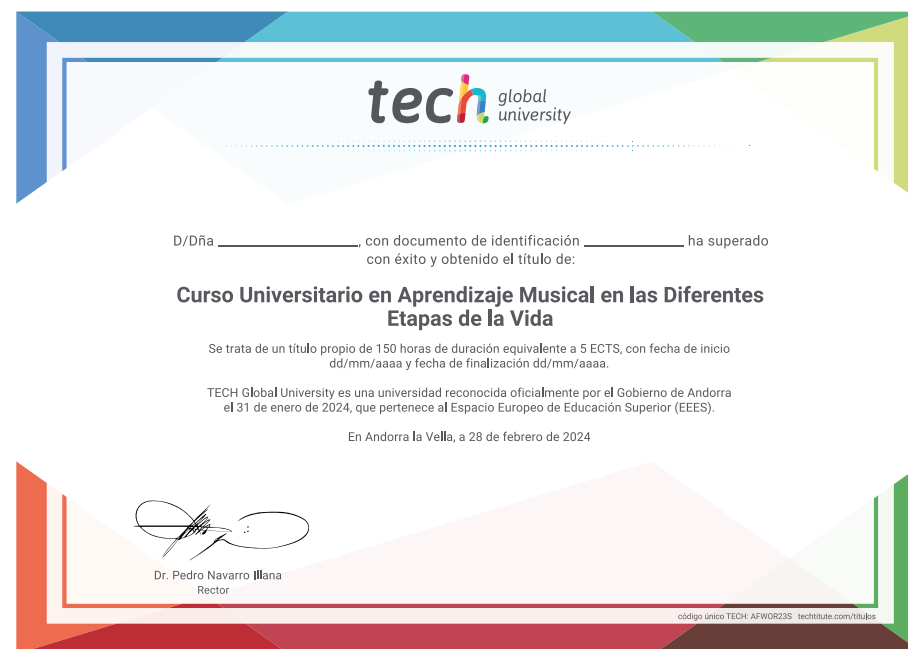 tech global university
D/Dña ____________, con documento de identificación ____________ ha superado
con éxito y obtenido el título de:
Curso Universitario en Aprendizaje Musical en las Diferentes
Etapas de la Vida
Se trata de un título propio de 150 horas de duración equivalente a 5 ECTS, con fecha de inicio
dd/mm/aaaa y fecha de finalización dd/mm/aaaa.
TECH Global University es una universidad reconocida oficialmente por el Gobierno de Andorra
el 31 de enero de 2024, que pertenece al Espacio Europeo de Educación Superior (EEES).
En Andorra la Vella, a 28 de febrero de 2024
Dr. Pedro Navarro Illana
Rector
código único TECH: AFWOR23S techtitute.com/titulos